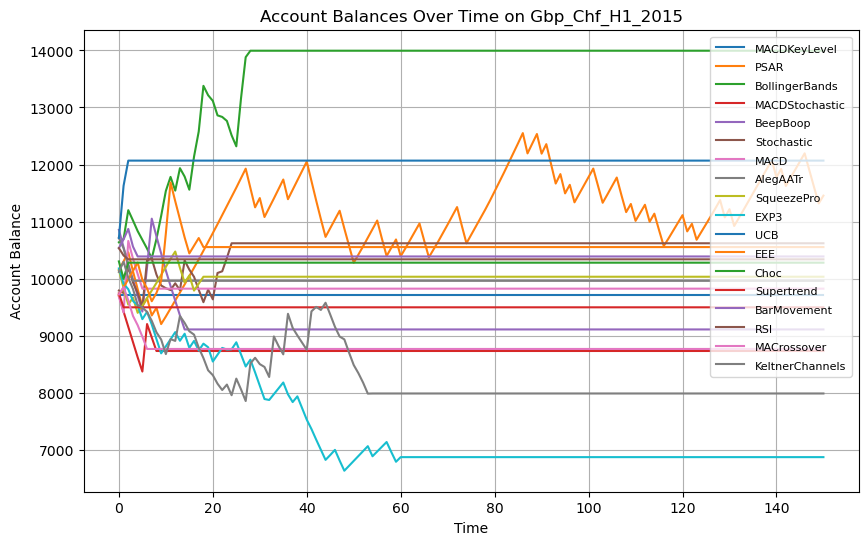 Account Balances Over Time on Gbp_Chf_H1_2015
Account Balance
14000
13000
12000
11000
10000
9000
8000
7000
0
20
40
60
80
100
120
140
Time
MACDKeyLevel
PSAR
BollingerBands
MACDStochastic
BeepBoop
Stochastic
MACD
AlegAATr
SqueezePro
EXP3
UCB
EEE
Choc
Supertrend
BarMovement
RSI
MACrossover
KeltnerChannels